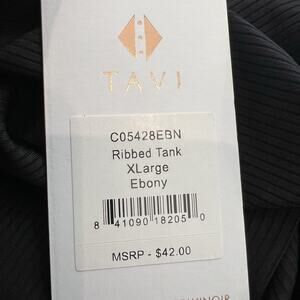 TAVI
C05428EBN
Ribbed Tank
XLarge
Ebony
8 41090 18205 0
MSRP - $42.00